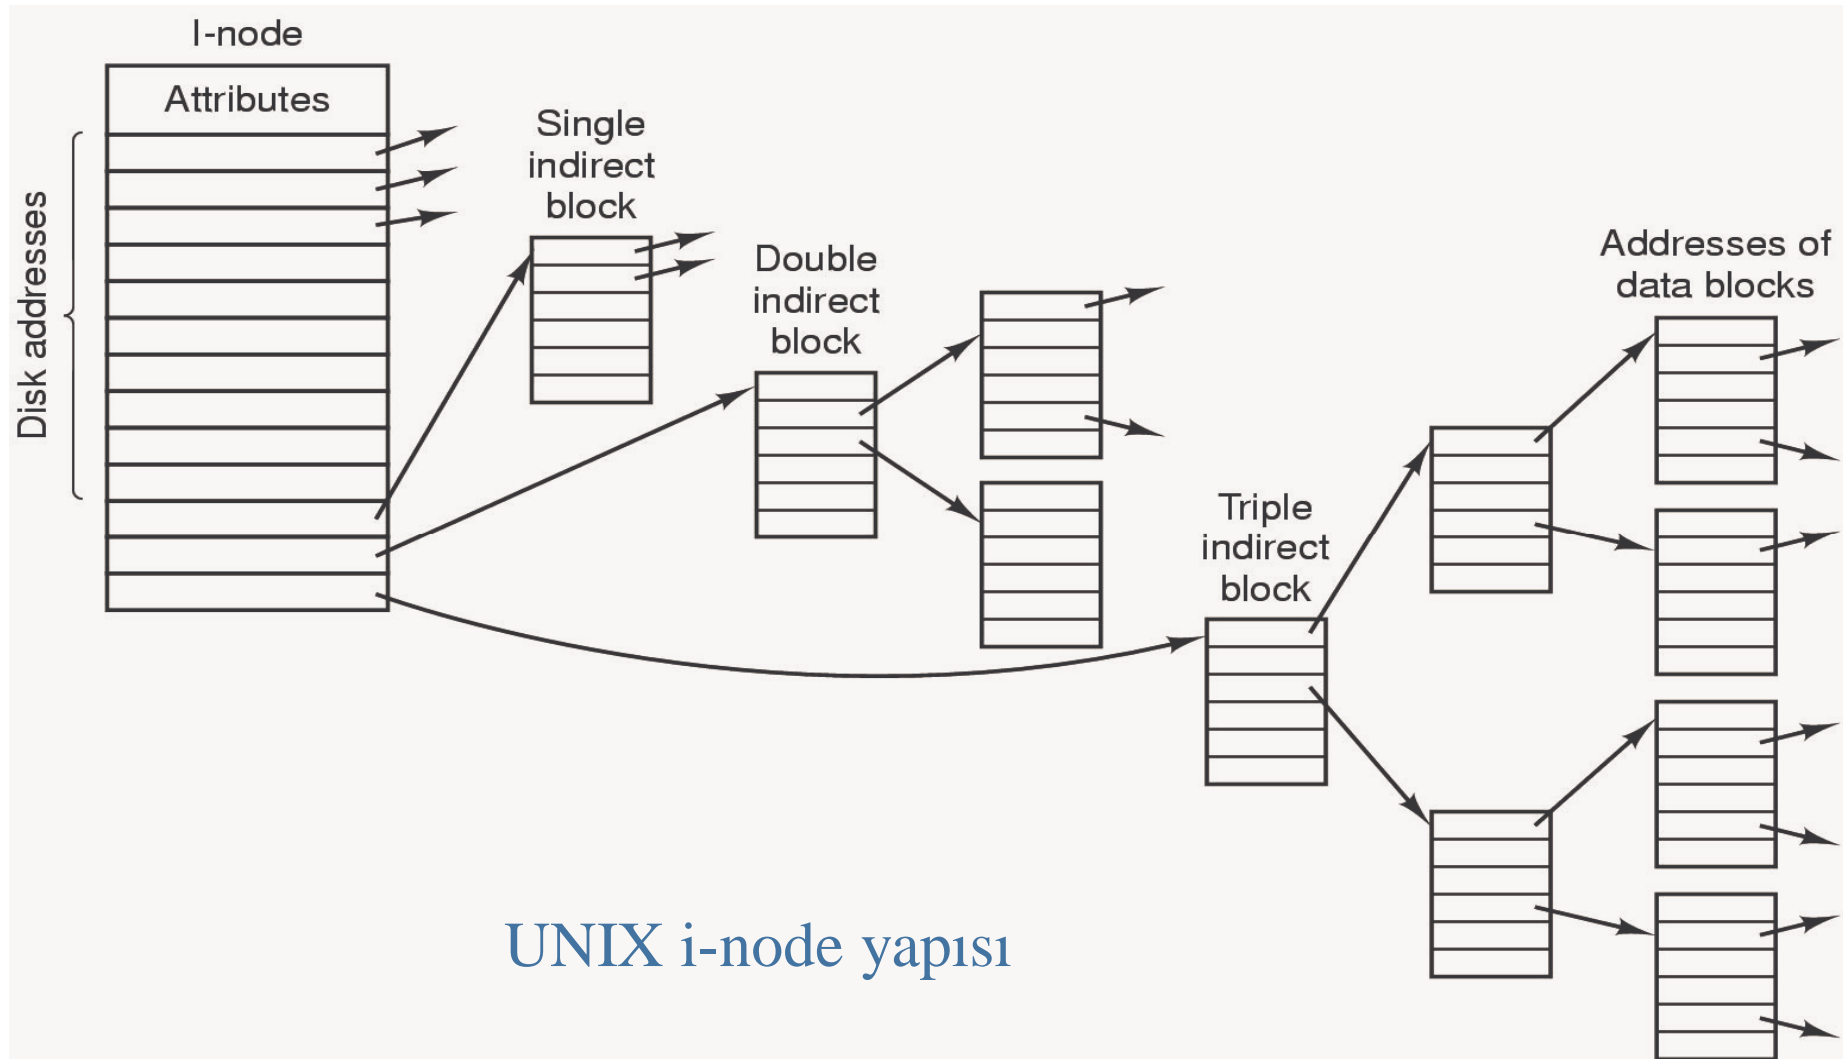 I-node
Attributes
Disk addresses
Single
indirect
block
Double
indirect
block
Triple
indirect
block
Addresses of
data blocks
UNIX i-node yapısı